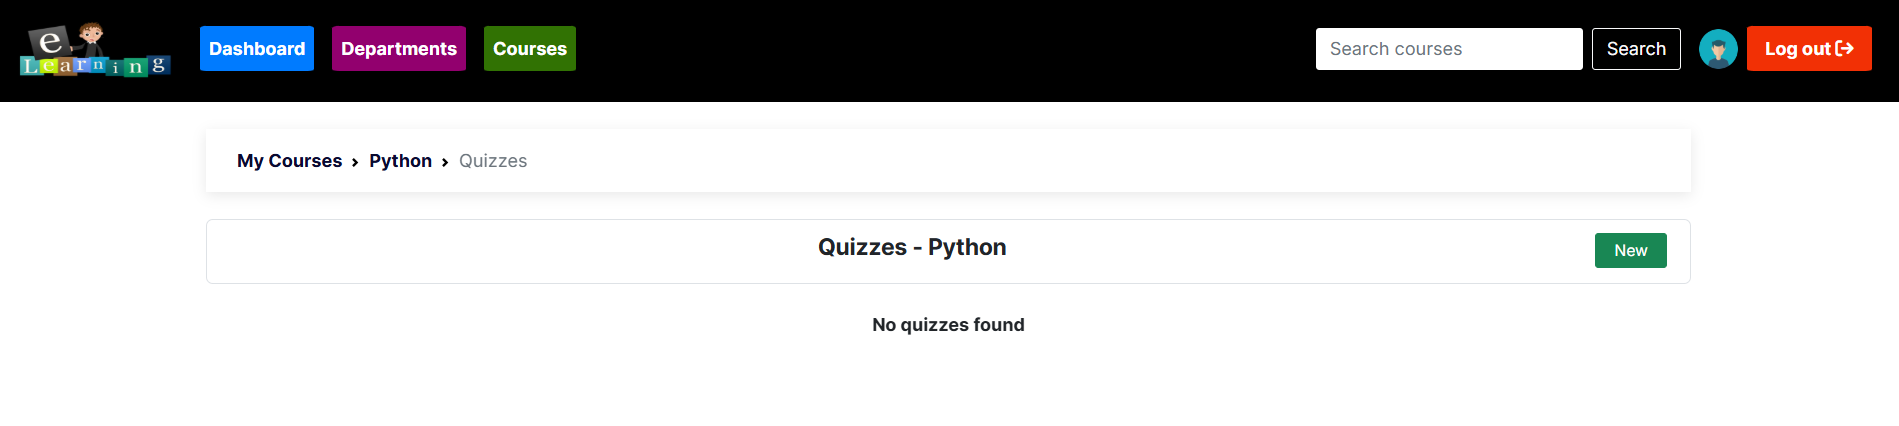 e
Learning
Dashboard
Departments
Courses
Search courses
Search
Log out
My Courses › Python › Quizzes
Quizzes - Python
New
No quizzes found